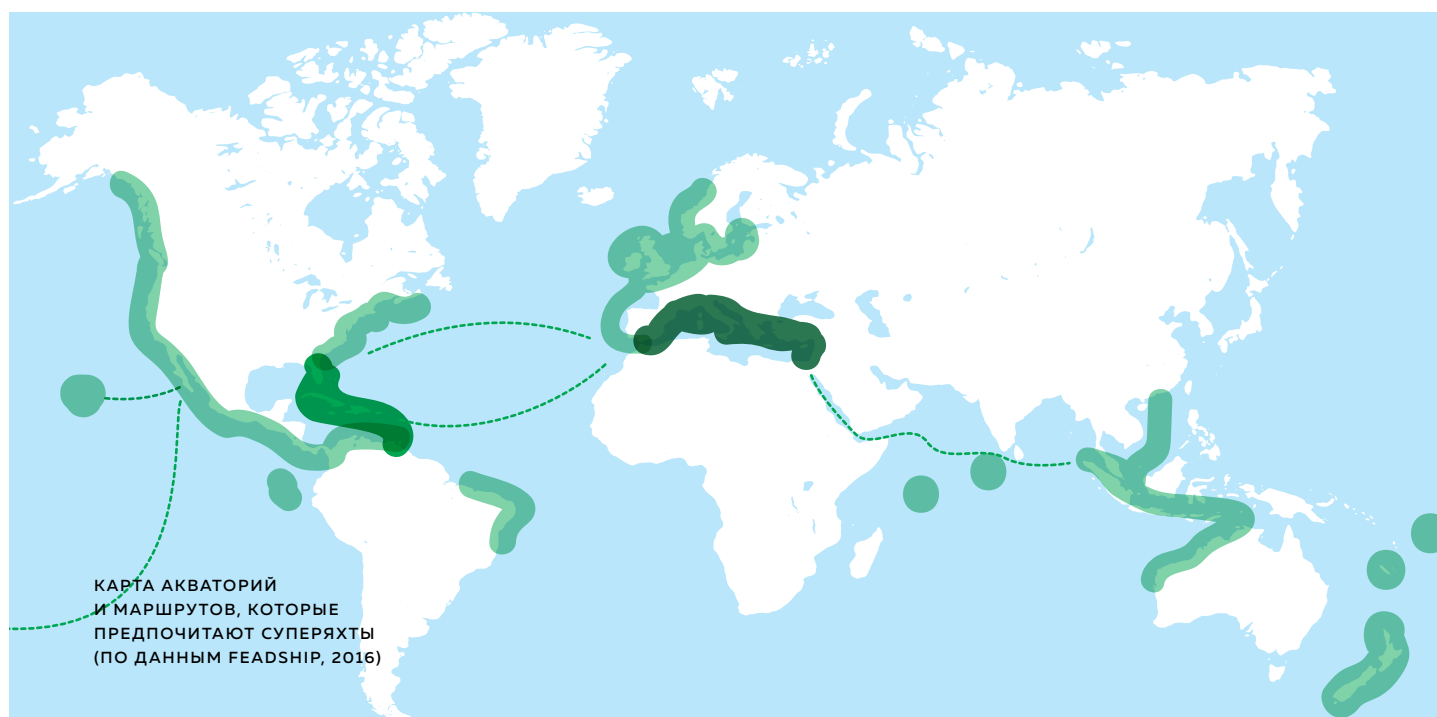 КАРТА АКВАТОРИЙ
И МАРШРУТОВ, КОТОРЫЕ
ПРЕДПОЧИТАЮТ СУПЕРЯХТЫ
(ПО ДАННЫМ FEADSHIP, 2016)